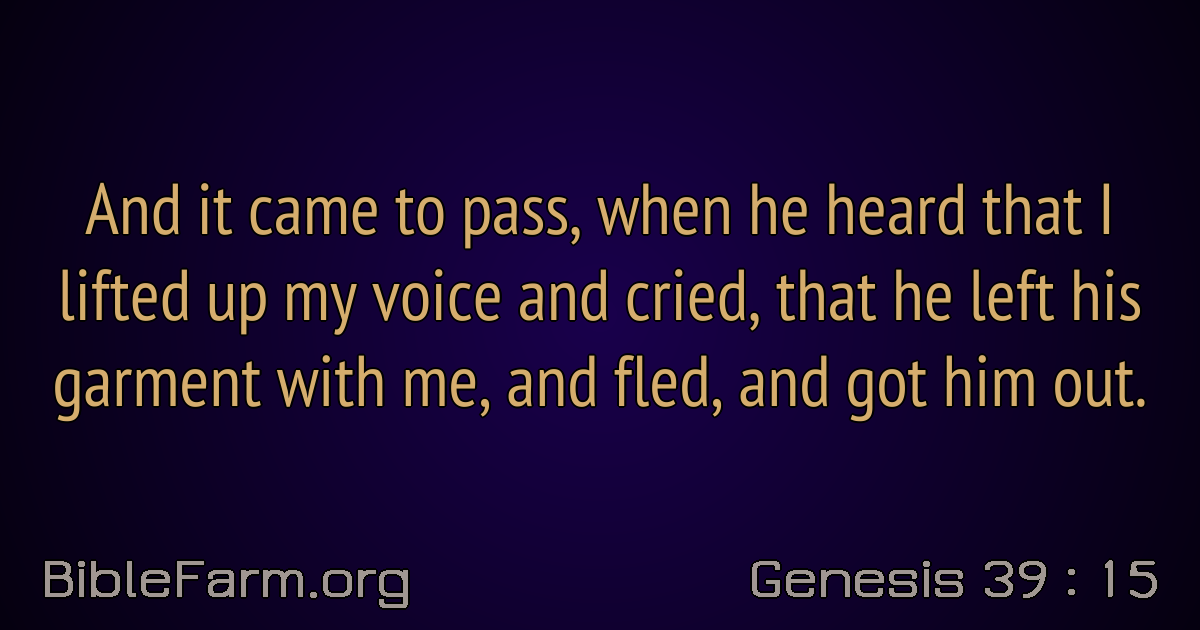 And it came to pass, when he heard that I
lifted up my voice and cried, that he left his
garment with me, and fled, and got him out.
BibleFarm.org
Genesis 39 : 15